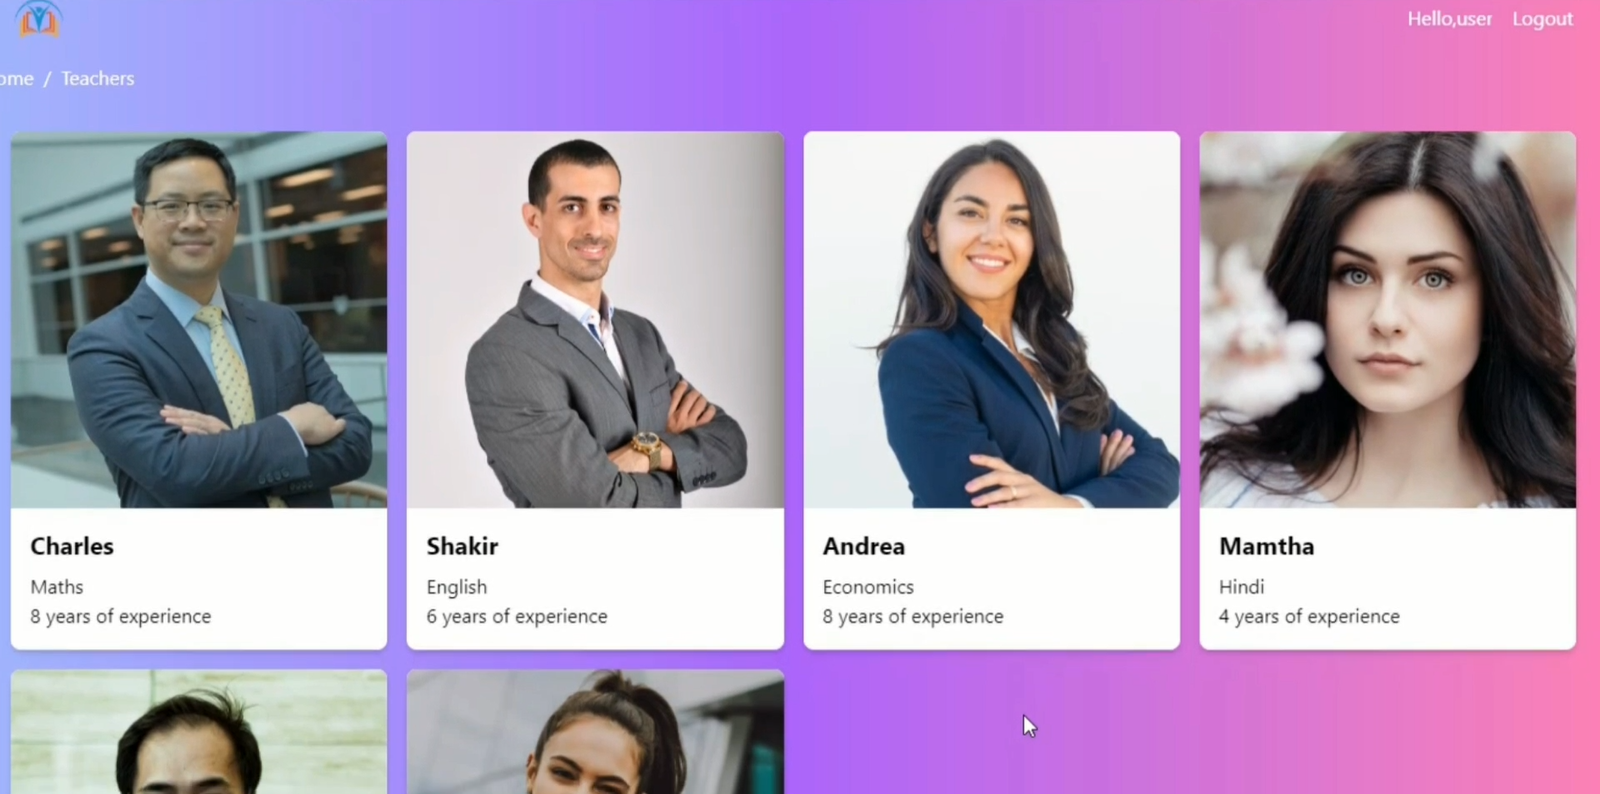 Hello,user Logout
ome / Teachers
Charles
Maths
8 years of experience
Shakir
English
6 years of experience
Andrea
Economics
8 years of experience
Mamtha
Hindi
4 years of experience